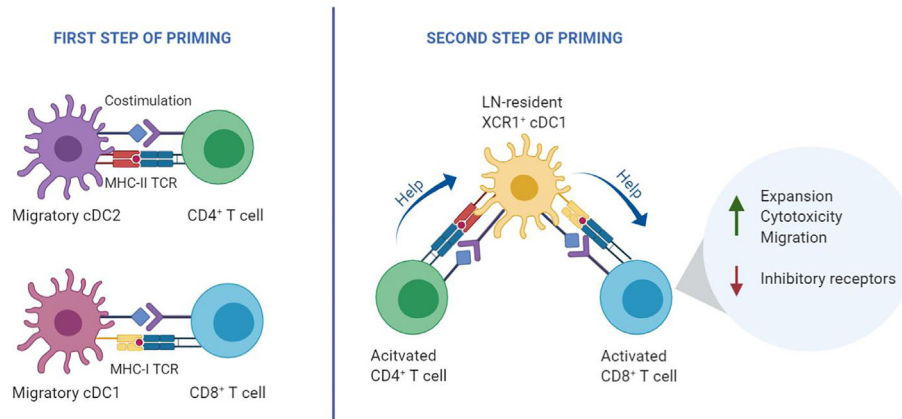 FIRST STEP OF PRIMING
Costimulation
MHC-II TCR
Migratory cDC2
CD4⁺ T cell
MHC-I TCR
Migratory cDC1
CD8⁺ T cell
SECOND STEP OF PRIMING
LN-resident
XCR1⁺ cDC1
Help
Help
Acitvated
CD4⁺ T cell
Activated
CD8⁺ T cell
Expansion
Cytotoxicity
Migration
Inhibitory receptors